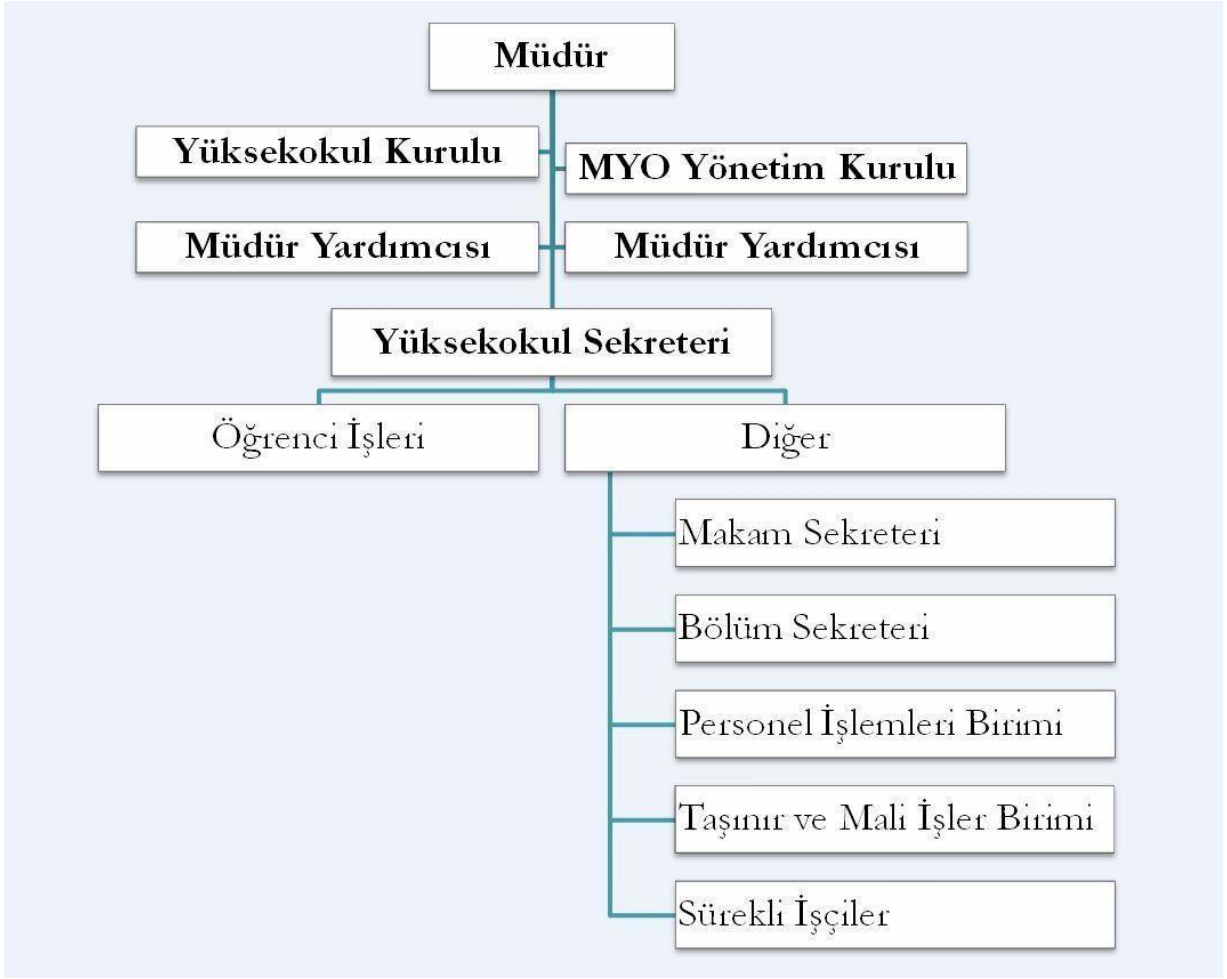 Müdür
Yüksekokul Kurulu
MYO Yönetim Kurulu
Müdür Yardımcısı
Müdür Yardımcısı
Yüksekokul Sekreteri
Öğrenci İşleri
Diğer
Makam Sekreteri
Bölüm Sekreteri
Personel İşlemleri Birimi
Taşınır ve Mali İşler Birimi
Sürekli İşçiler